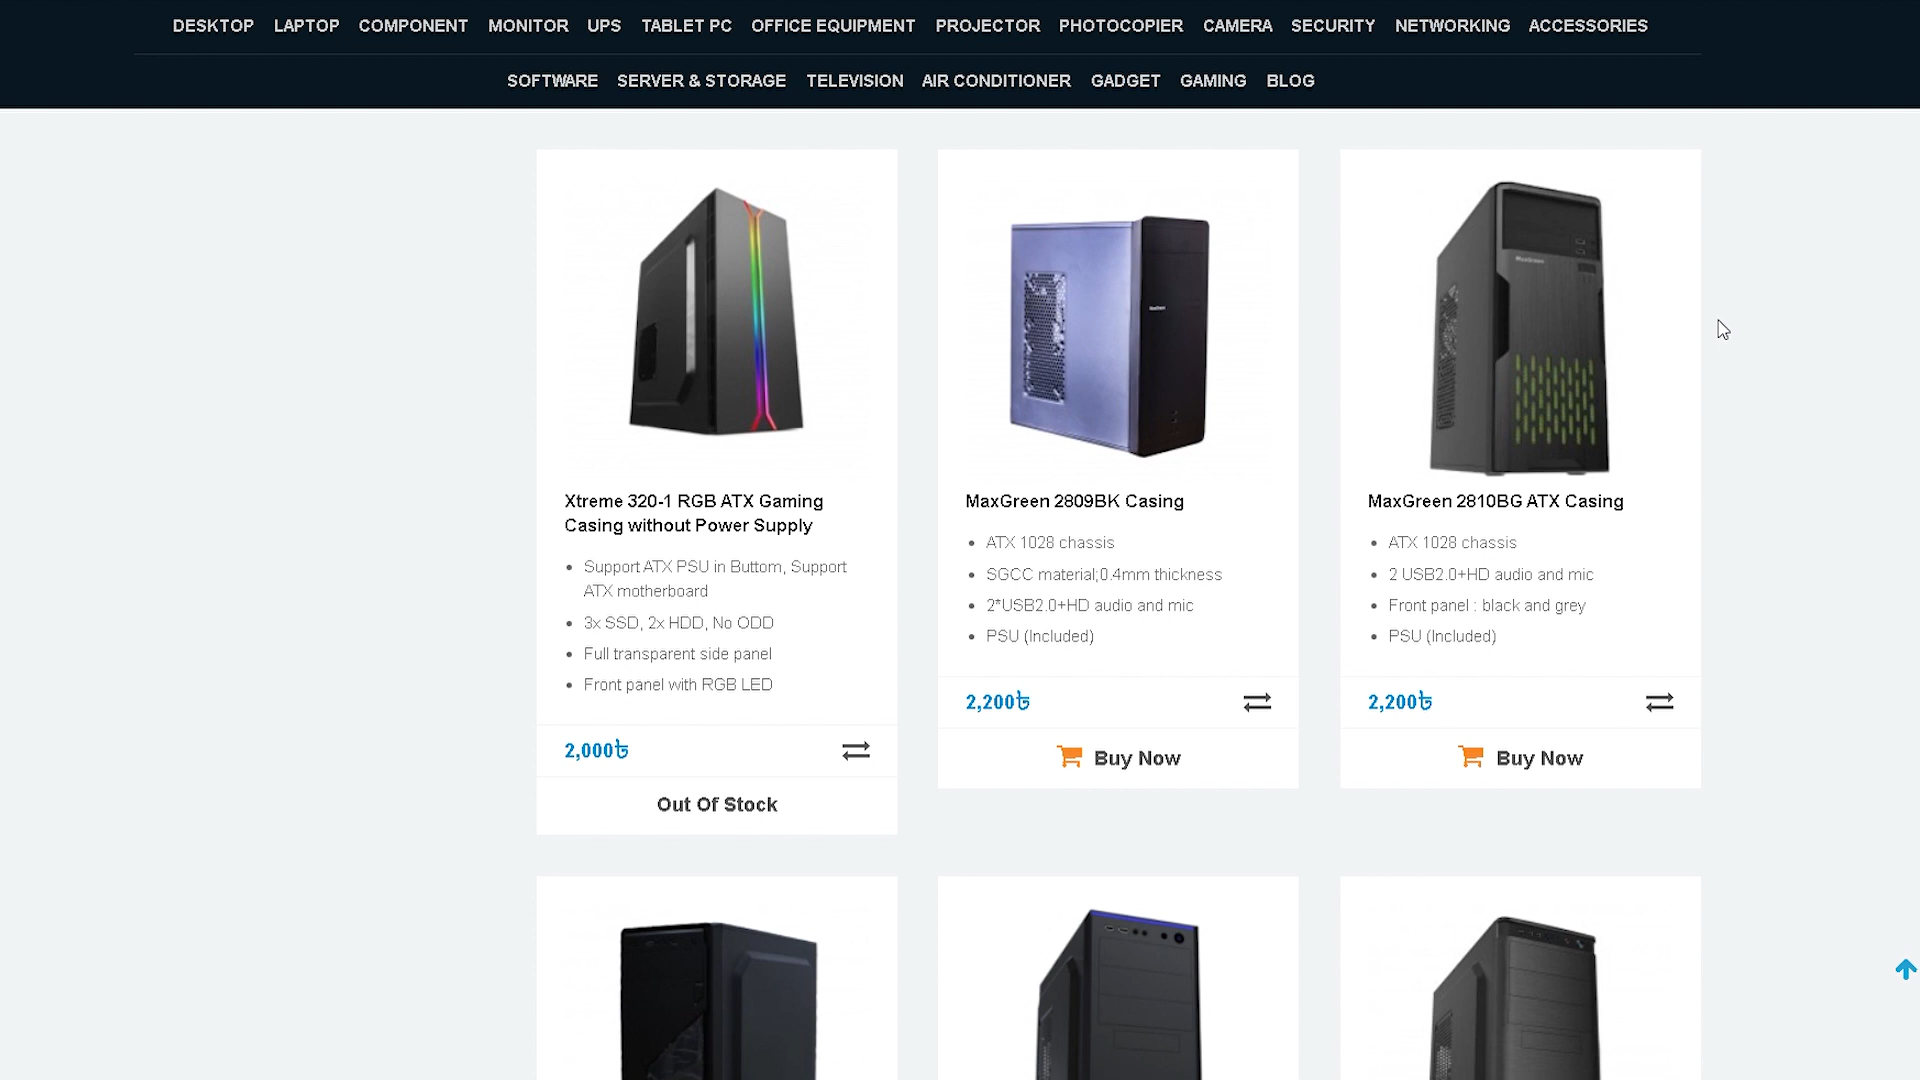 DESKTOP LAPTOP COMPONENT MONITOR UPS TABLET PC OFFICE EQUIPMENT PROJECTOR PHOTOCOPIER CAMERA SECURITY NETWORKING ACCESSORIES
SOFTWARE SERVER & STORAGE TELEVISION AIR CONDITIONER GADGET GAMING BLOG
Xtreme 320-1 RGB ATX Gaming
Casing without Power Supply
Support ATX PSU in Buttom, Support
ATX motherboard
3x SSD, 2x HDD, No ODD
Full transparent side panel
Front panel with RGB LED
2,000৳
Out Of Stock
MaxGreen
MaxGreen 2809BK Casing
ATX 1028 chassis
SGCC material;0.4mm thickness
2*USB2.0+HD audio and mic
PSU (Included)
2,200৳
Buy Now
MaxGreen
MaxGreen 2810BG ATX Casing
ATX 1028 chassis
2 USB2.0+HD audio and mic
Front panel : black and grey
PSU (Included)
2,200৳
Buy Now